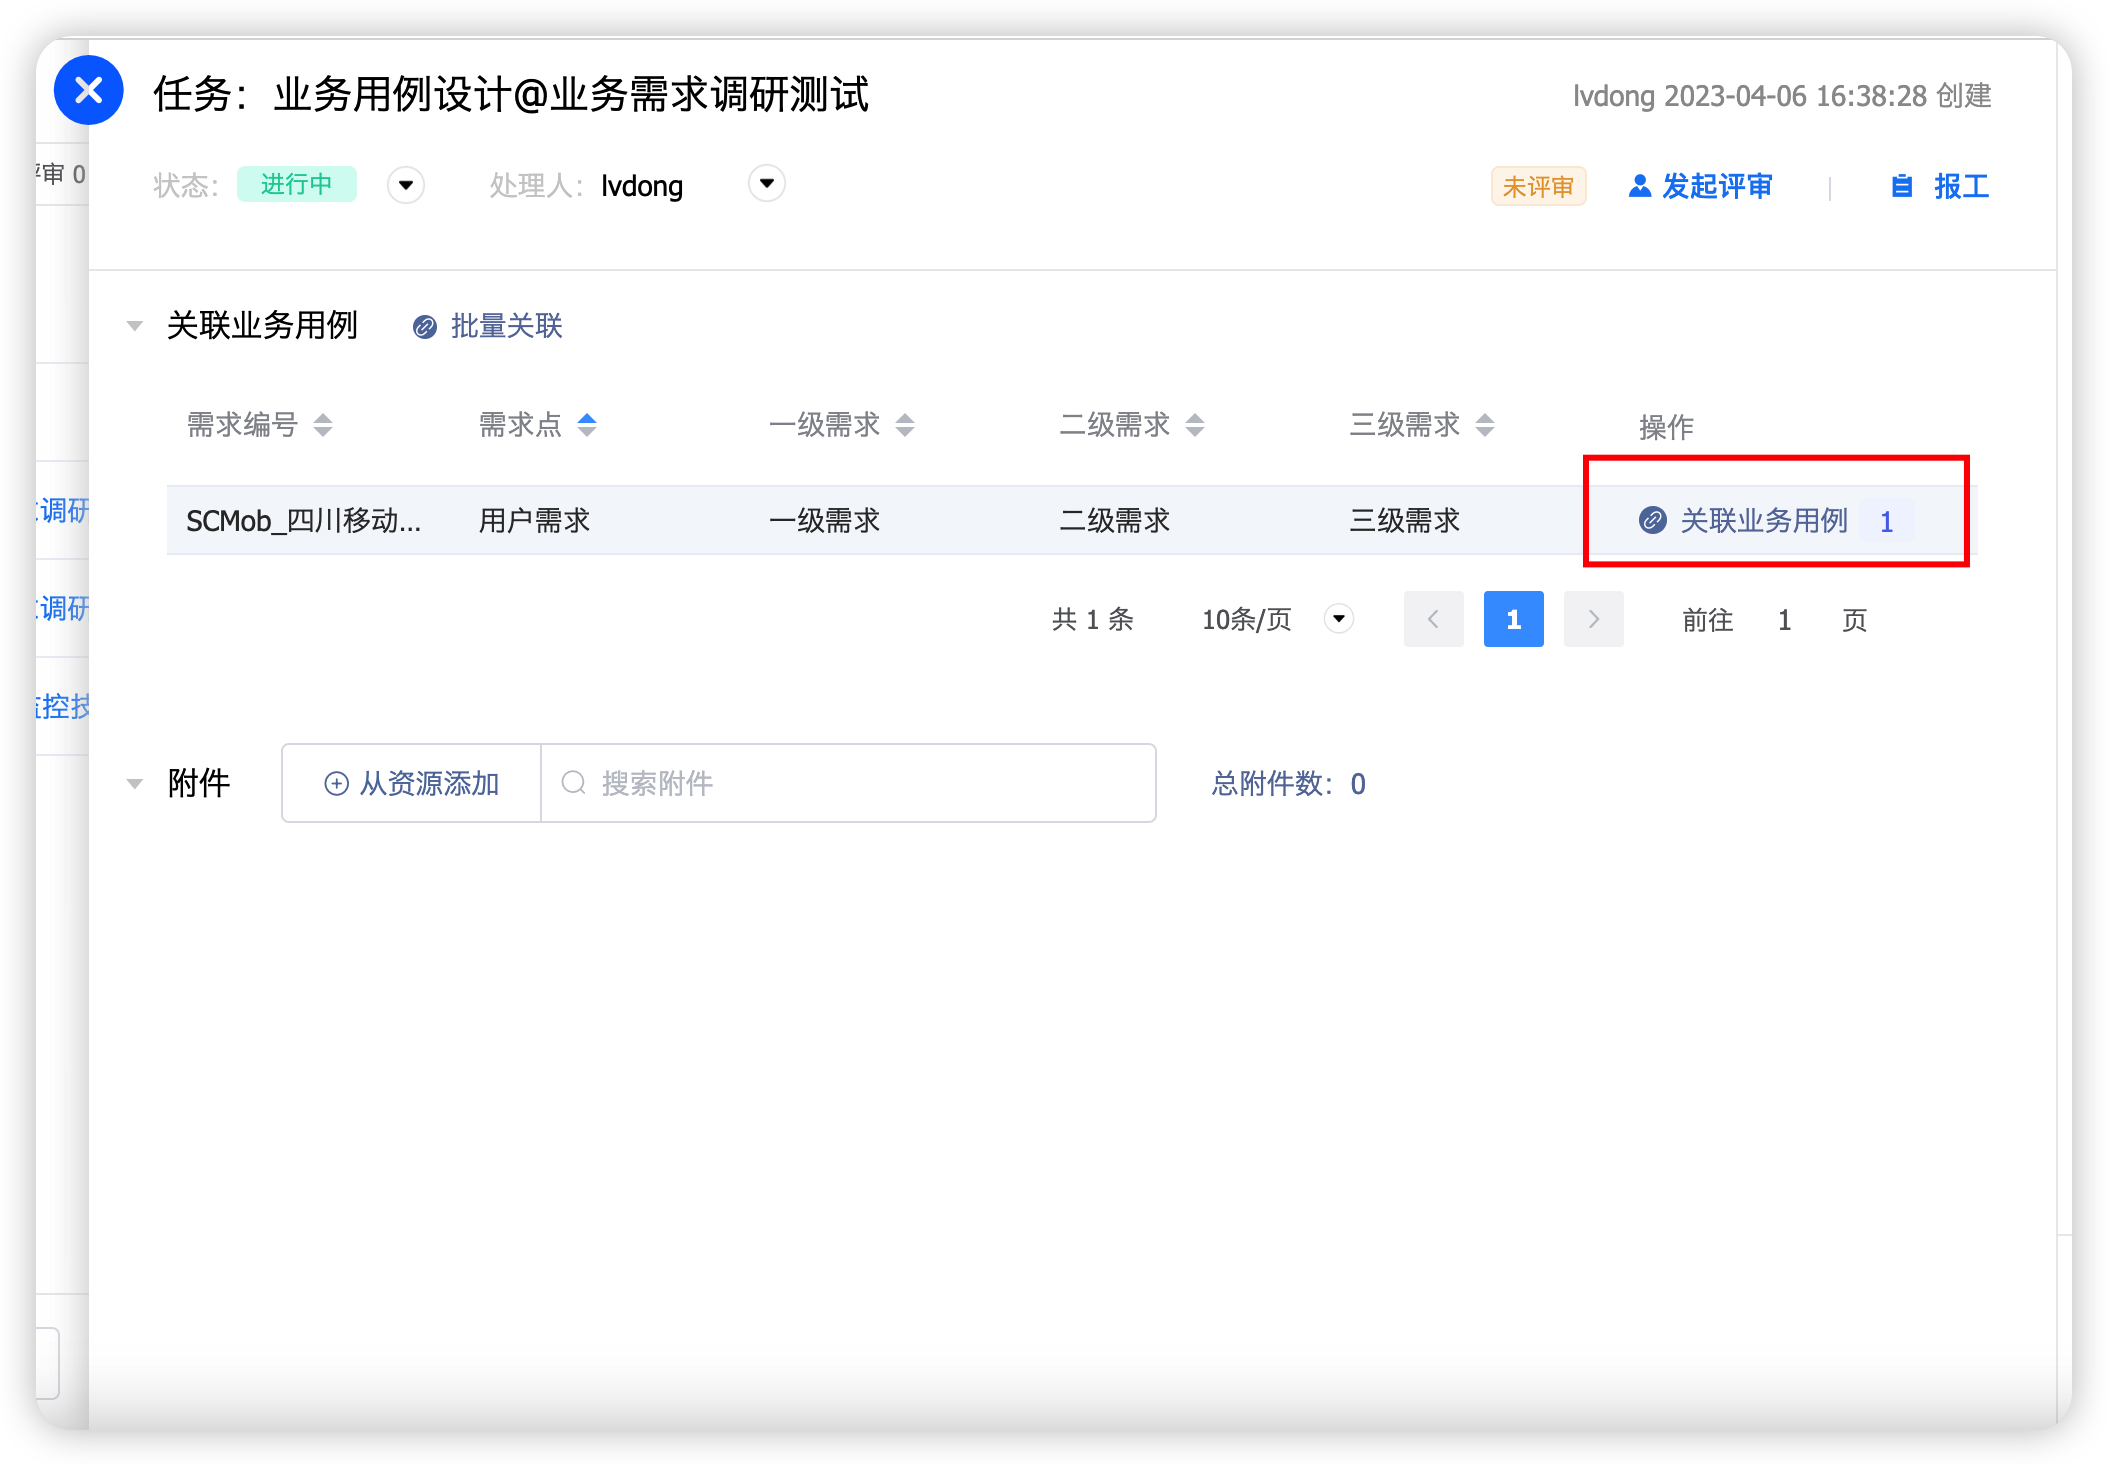 任务：业务用例设计@业务需求调研测试
lvdong 2023-04-06 16:38:28 创建
审 0
状态：进行中
处理人：lvdong
未评审
发起评审
报工
关联业务用例
批量关联
需求编号 需求点 一级需求 二级需求 三级需求 操作
SCMob_四川移动... 用户需求 一级需求 二级需求 三级需求 关联业务用例 1
调研
共 1 条 10条/页 1 前往 1 页
调研
控技
附件
从资源添加
搜索附件
总附件数：0